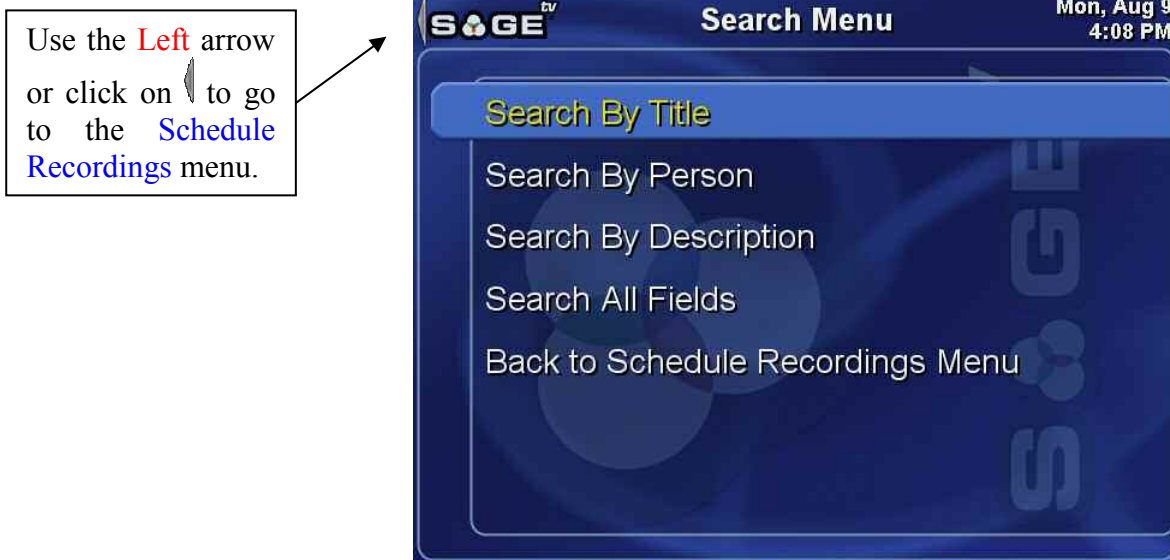 Use the Left arrow
or click on to go
to the Schedule
Recordings menu.
SAGE tv
Search Menu
Mon, Aug 9
4:08 PM
Search By Title
Search By Person
Search By Description
Search All Fields
Back to Schedule Recordings Menu
SAGE